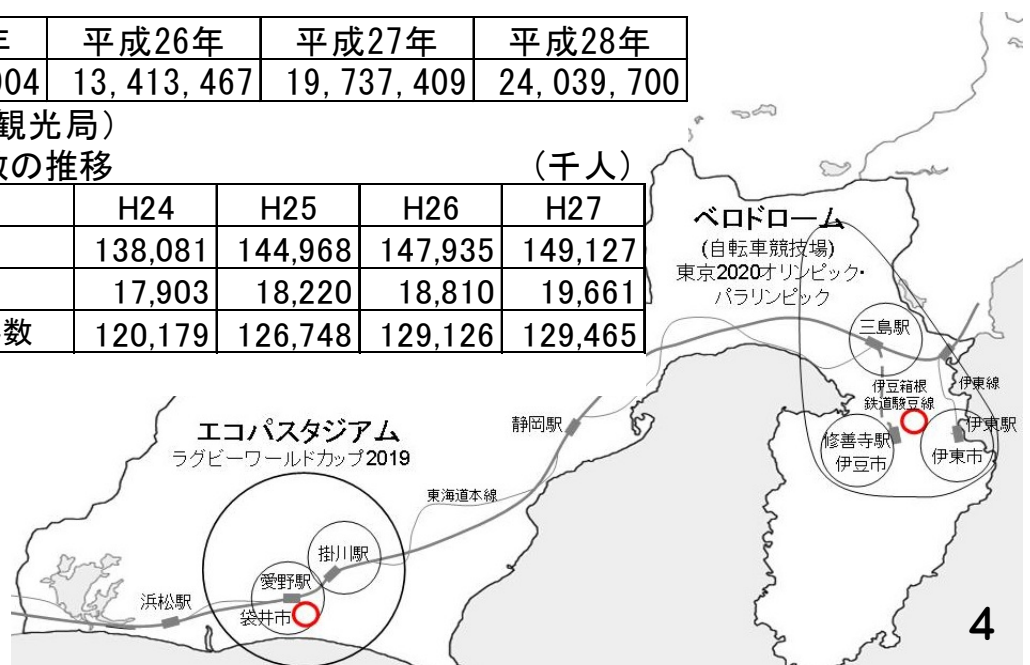 年 平成26年 平成27年 平成28年
004 13,413,467 19,737,409 24,039,700
観光局）
数の推移 （千人）
H24 H25 H26 H27
138,081 144,968 147,935 149,127
17,903 18,220 18,810 19,661
数 120,179 126,748 129,126 129,465
ベロドローム
(自転車競技場)
東京2020オリンピック・
パラリンピック
三島駅
伊豆箱根
鉄道駿豆線
伊東線
修善寺駅
伊豆市
伊東駅
伊東市
静岡駅
エコパスタジアム
ラグビーワールドカップ2019
東海道本線
掛川駅
愛野駅
袋井市
浜松駅
4